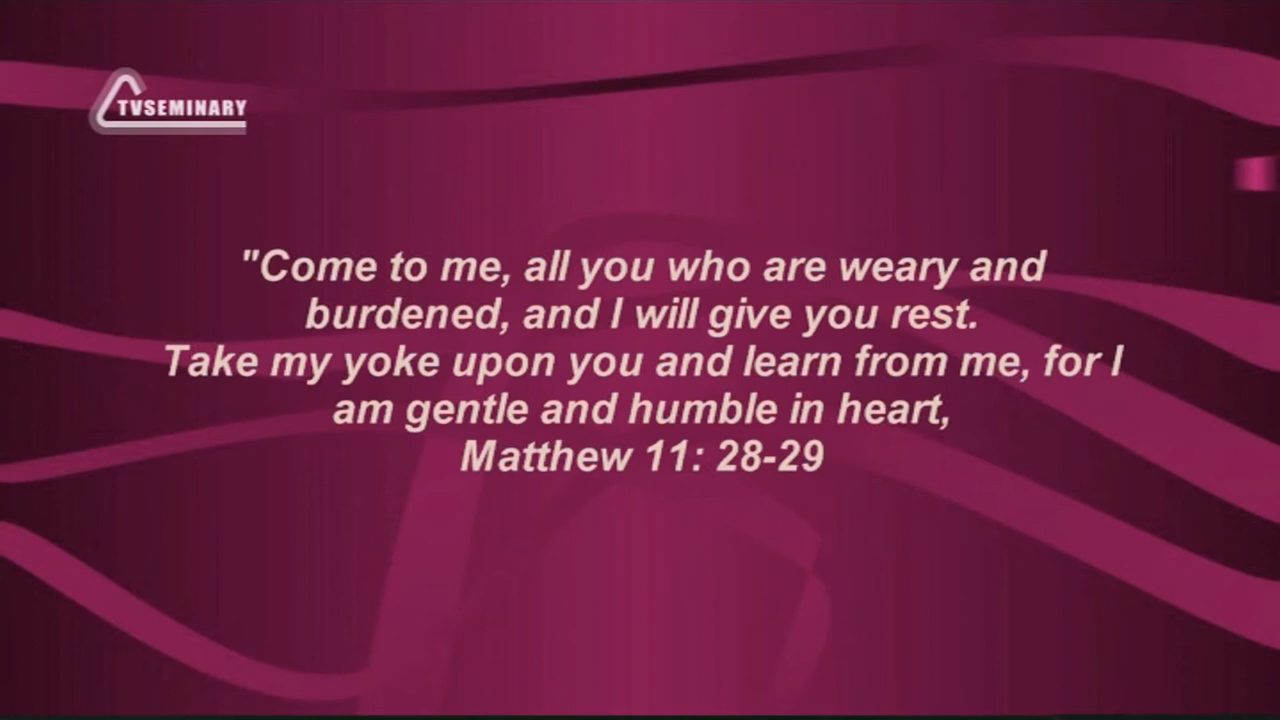 TVSEMINARY
"Come to me, all you who are weary and
burdened, and I will give you rest.
Take my yoke upon you and learn from me, for I
am gentle and humble in heart,
Matthew 11: 28-29